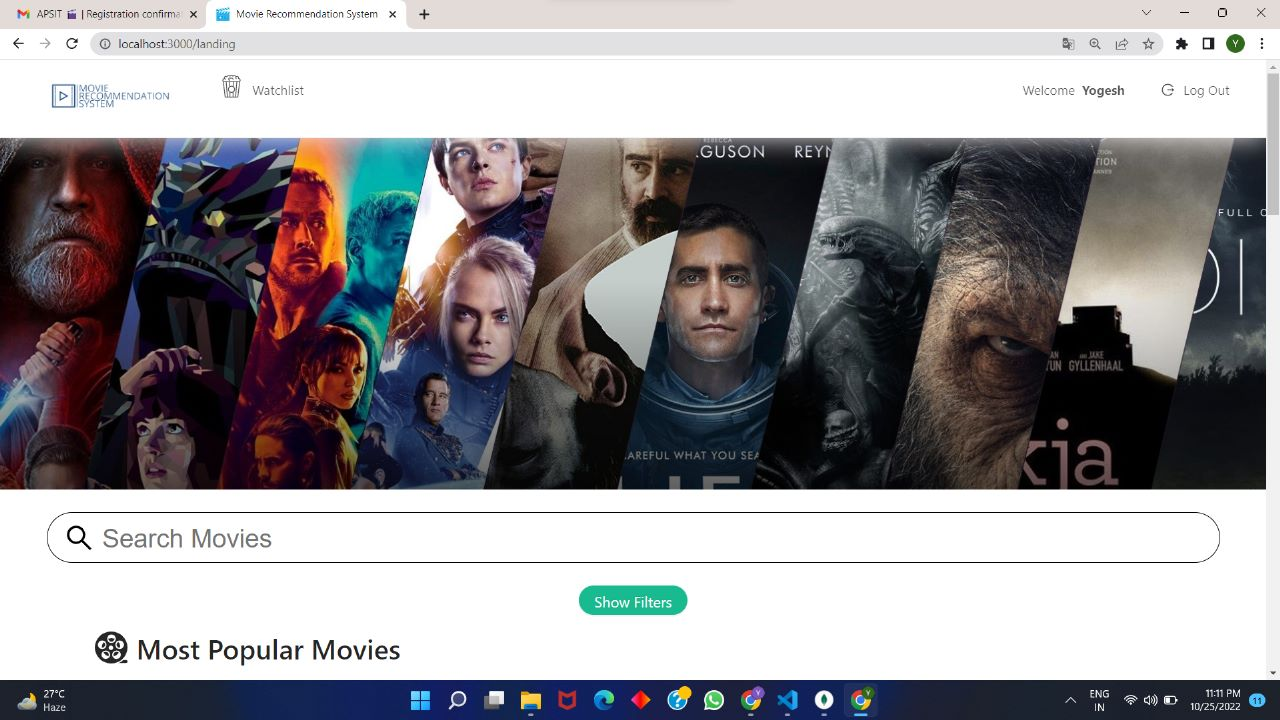 APSIT 🎬 | Registration confirma
Movie Recommendation System
localhost:3000/landing
Y
MOVIE
RECOMMENDATION
SYSTEM
Watchlist
Welcome Yogesh
Log Out
REBECCA
GUSON
REYN
FULL C
AND JAKE
GYLLENHAAL
AREFUL WHAT YOU SEA
kja
Search Movies
Show Filters
Most Popular Movies
27°C
Haze
ENG
IN
11:11 PM
10/25/2022
11